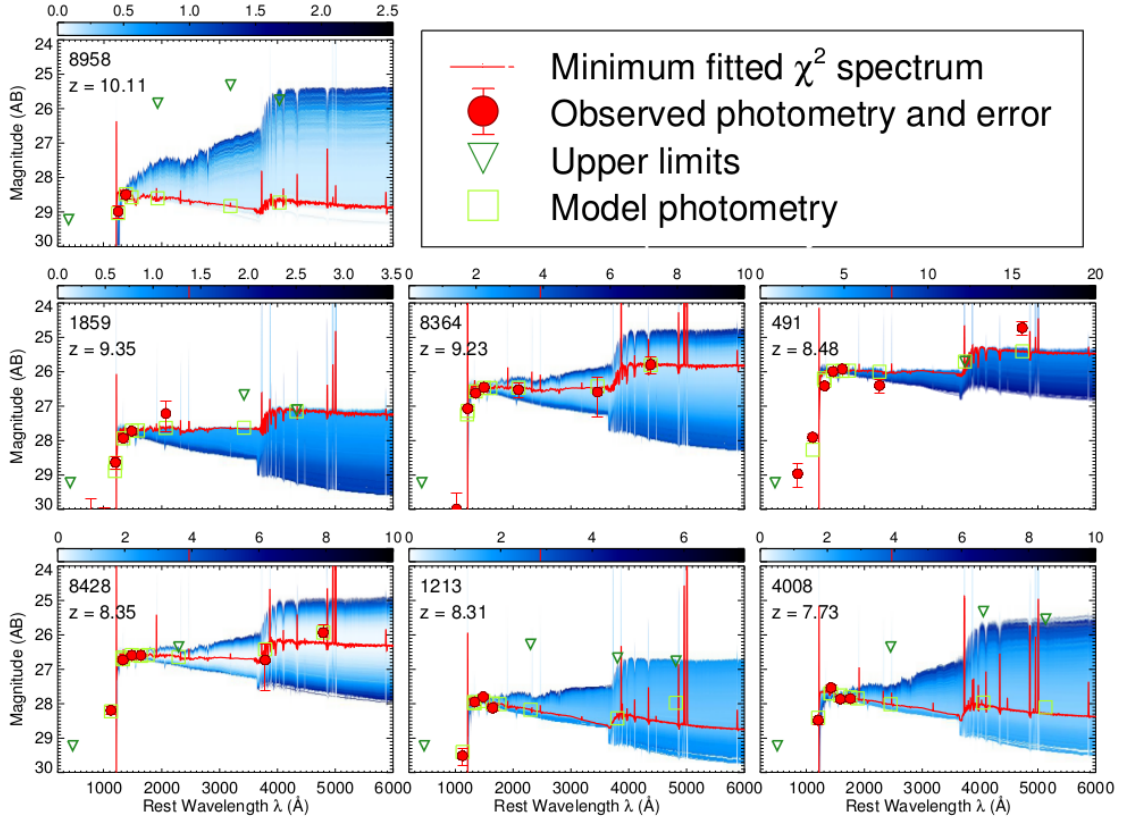 0.0 0.5 1.0 1.5 2.0 2.5
24
25
26
27
28
29
30
Magnitude (AB)
8958
z = 10.11
Minimum fitted χ² spectrum
Observed photometry and error
Upper limits
Model photometry
0.0 0.5 1.0 1.5 2.0 2.5 3.0 3.5
0 2 4 6 8 10
5 10 15 20
24
25
26
27
28
29
30
Magnitude (AB)
1859
z = 9.35
8364
z = 9.23
491
z = 8.48
0 2 4 6 8 10
0 2 4 6
0 2 4 6 8 10
24
25
26
27
28
29
30
Magnitude (AB)
8428
z = 8.35
1213
z = 8.31
4008
z = 7.73
1000 2000 3000 4000 5000 6000
1000 2000 3000 4000 5000 6000
1000 2000 3000 4000 5000 6000
Rest Wavelength λ (Å)
Rest Wavelength λ (Å)
Rest Wavelength λ (Å)